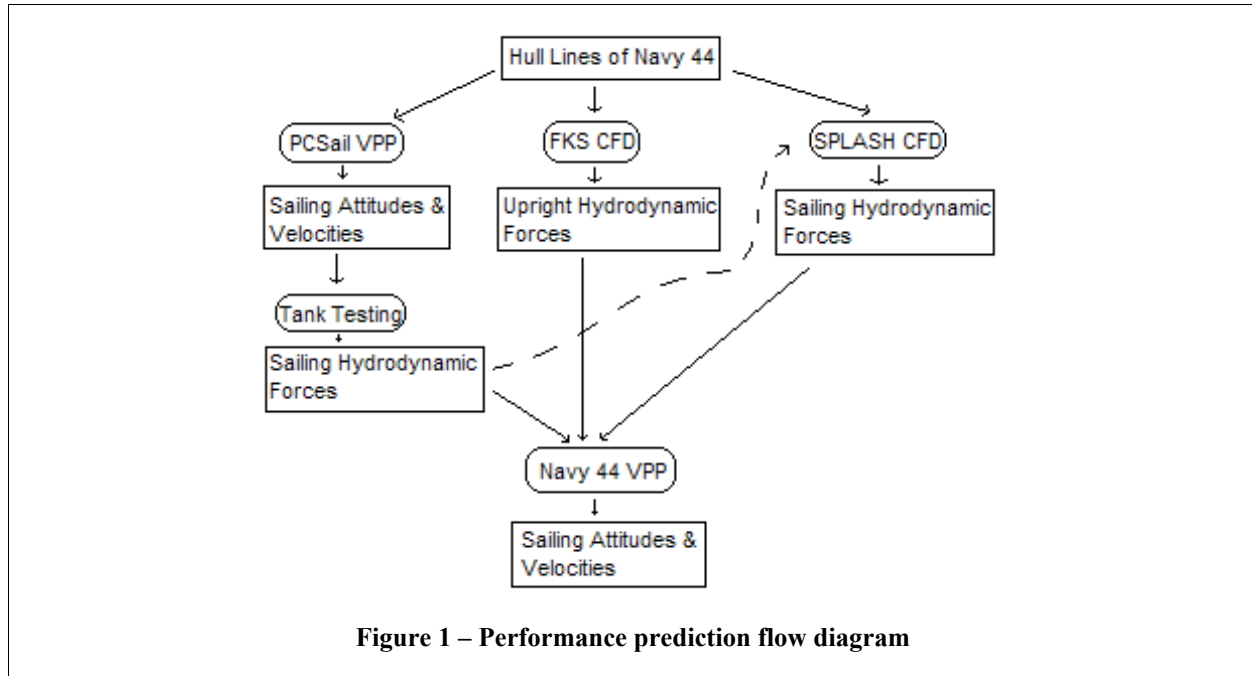 Hull Lines of Navy 44
PCSail VPP
FKS CFD
SPLASH CFD
Sailing Attitudes &
Velocities
Upright Hydrodynamic
Forces
Sailing Hydrodynamic
Forces
Tank Testing
Sailing Hydrodynamic
Forces
Navy 44 VPP
Sailing Attitudes &
Velocities
Figure 1 – Performance prediction flow diagram